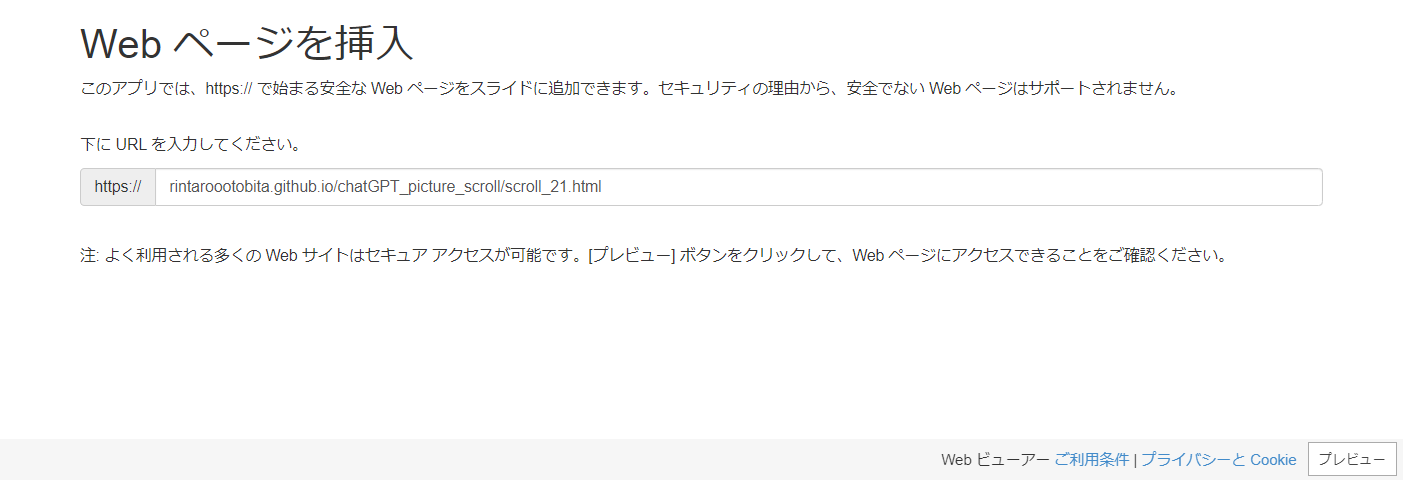 Web ページを挿入
このアプリでは、https:// で始まる安全な Web ページをスライドに追加できます。セキュリティの理由から、安全でない Web ページはサポートされません。
下に URL を入力してください。
https:// rintaroootobita.github.io/chatGPT_picture_scroll/scroll_21.html
注: よく利用される多くの Web サイトはセキュア アクセスが可能です。[プレビュー] ボタンをクリックして、Web ページにアクセスできることをご確認ください。
Web ビューアー ご利用条件 | プライバシーと Cookie プレビュー